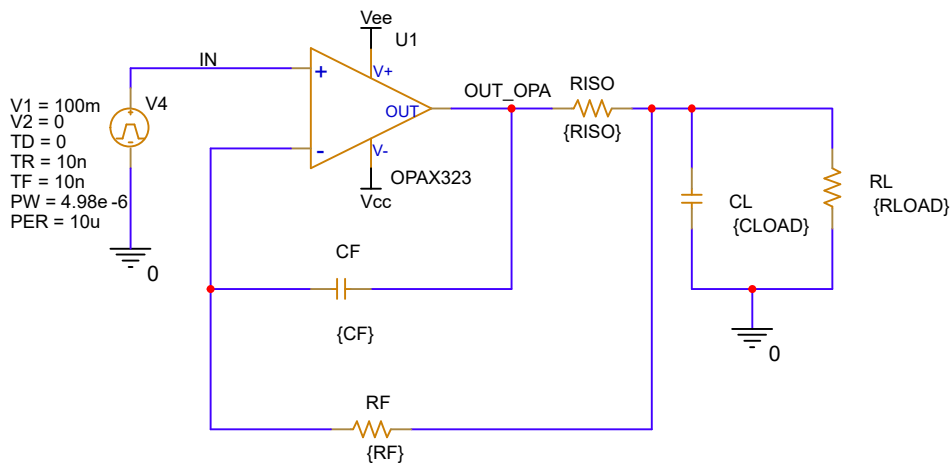 Vee
U1
IN
+
V+
OUT
-
V-
OPAX323
Vcc
OUT_OPA
RISO
{RISO}
V1 = 100m
V2 = 0
TD = 0
TR = 10n
TF = 10n
PW = 4.98e -6
PER = 10u
V4
0
CL
{CLOAD}
RL
{RLOAD}
0
CF
{CF}
RF
{RF}